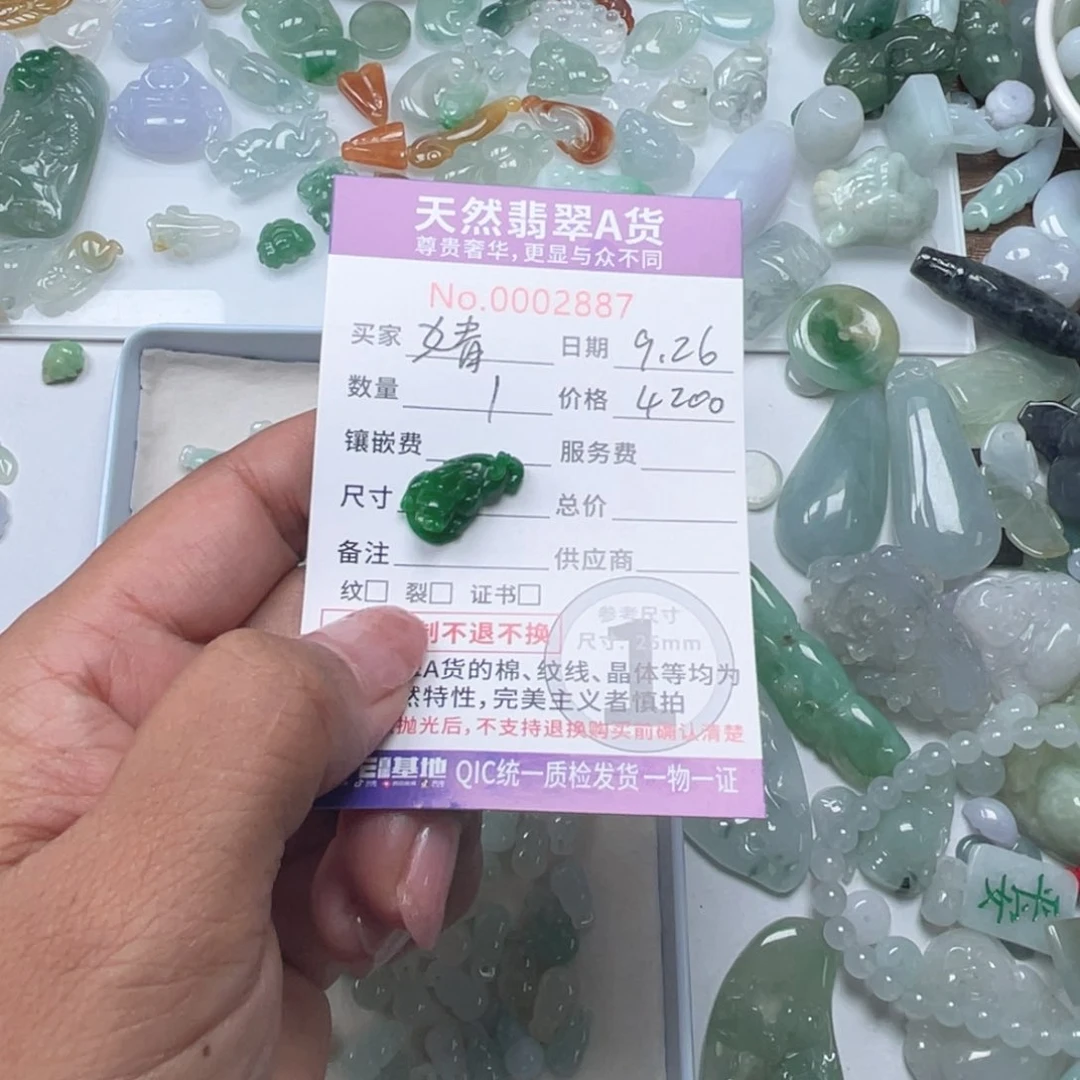 天然翡翠A货
尊贵奢华，更显与众不同
No.0002887
买家 婧 日期 9.26
数量 1 价格 4200
镶嵌费 服务费
尺寸 总价
备注 供应商
纹□ 裂□ 证书□
参考尺寸
制不退不换
尺寸: 25mm
1
A货的棉、纹线、晶体等均为
然特性，完美主义者慎拍
抛光后，不支持退换购买前确认清楚
基地 QIC统一质检发货 一物一证